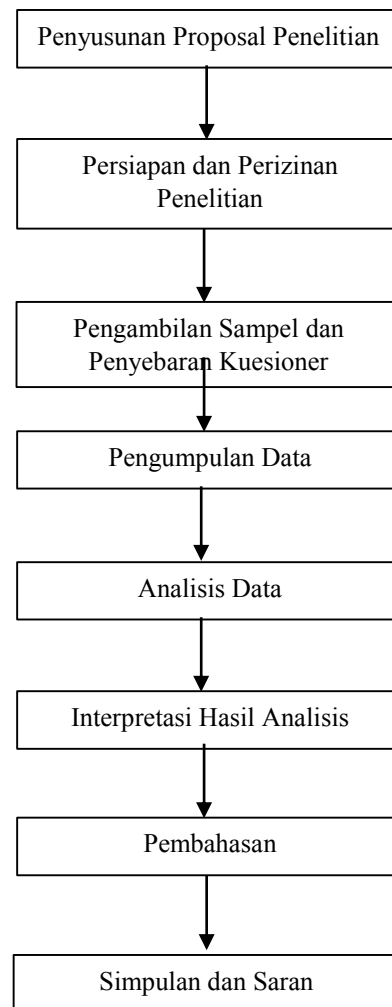 Penyusunan Proposal Penelitian
Persiapan dan Perizinan
Penelitian
Pengambilan Sampel dan
Penyebaran Kuesioner
Pengumpulan Data
Analisis Data
Interpretasi Hasil Analisis
Pembahasan
Simpulan dan Saran